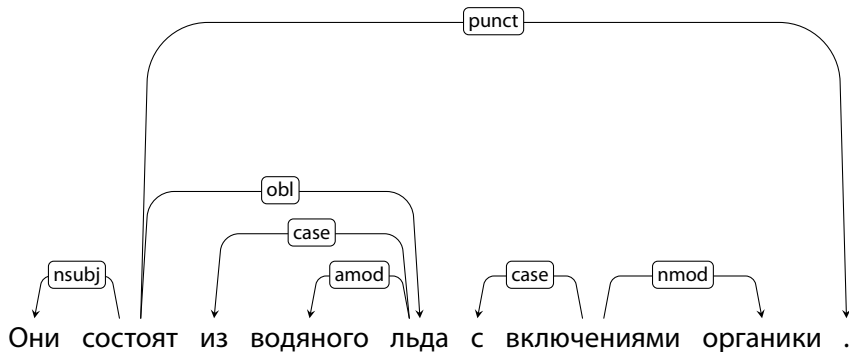 punct
obl
case
nsubj amod case nmod
Они состоят из водяного льда с включениями органики .